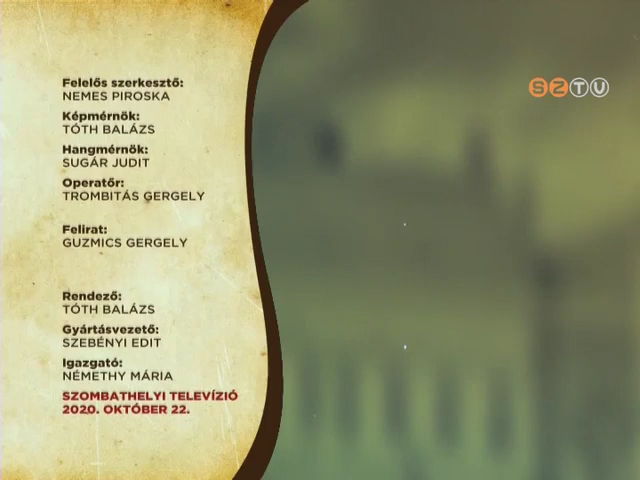 Felelős szerkesztő:
NEMES PIROSKA
Képmérnök:
TÓTH BALÁZS
Hangmérnök:
SUGÁR JUDIT
Operatőr:
TROMBITÁS GERGELY
Felirat:
GUZMICS GERGELY
Rendező:
TÓTH BALÁZS
Gyártásvezető:
SZEBÉNYI EDIT
Igazgató:
NÉMETHY MÁRIA
SZOMBATHELYI TELEVÍZIÓ
2020. OKTÓBER 22.
SZTV